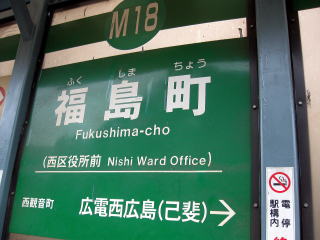 M18
ふくしまちょう
福島町
Fukushima-cho
(西区役所前 Nishi Ward Office)
西観音町 広電西広島(己斐)→
電停
駅構内